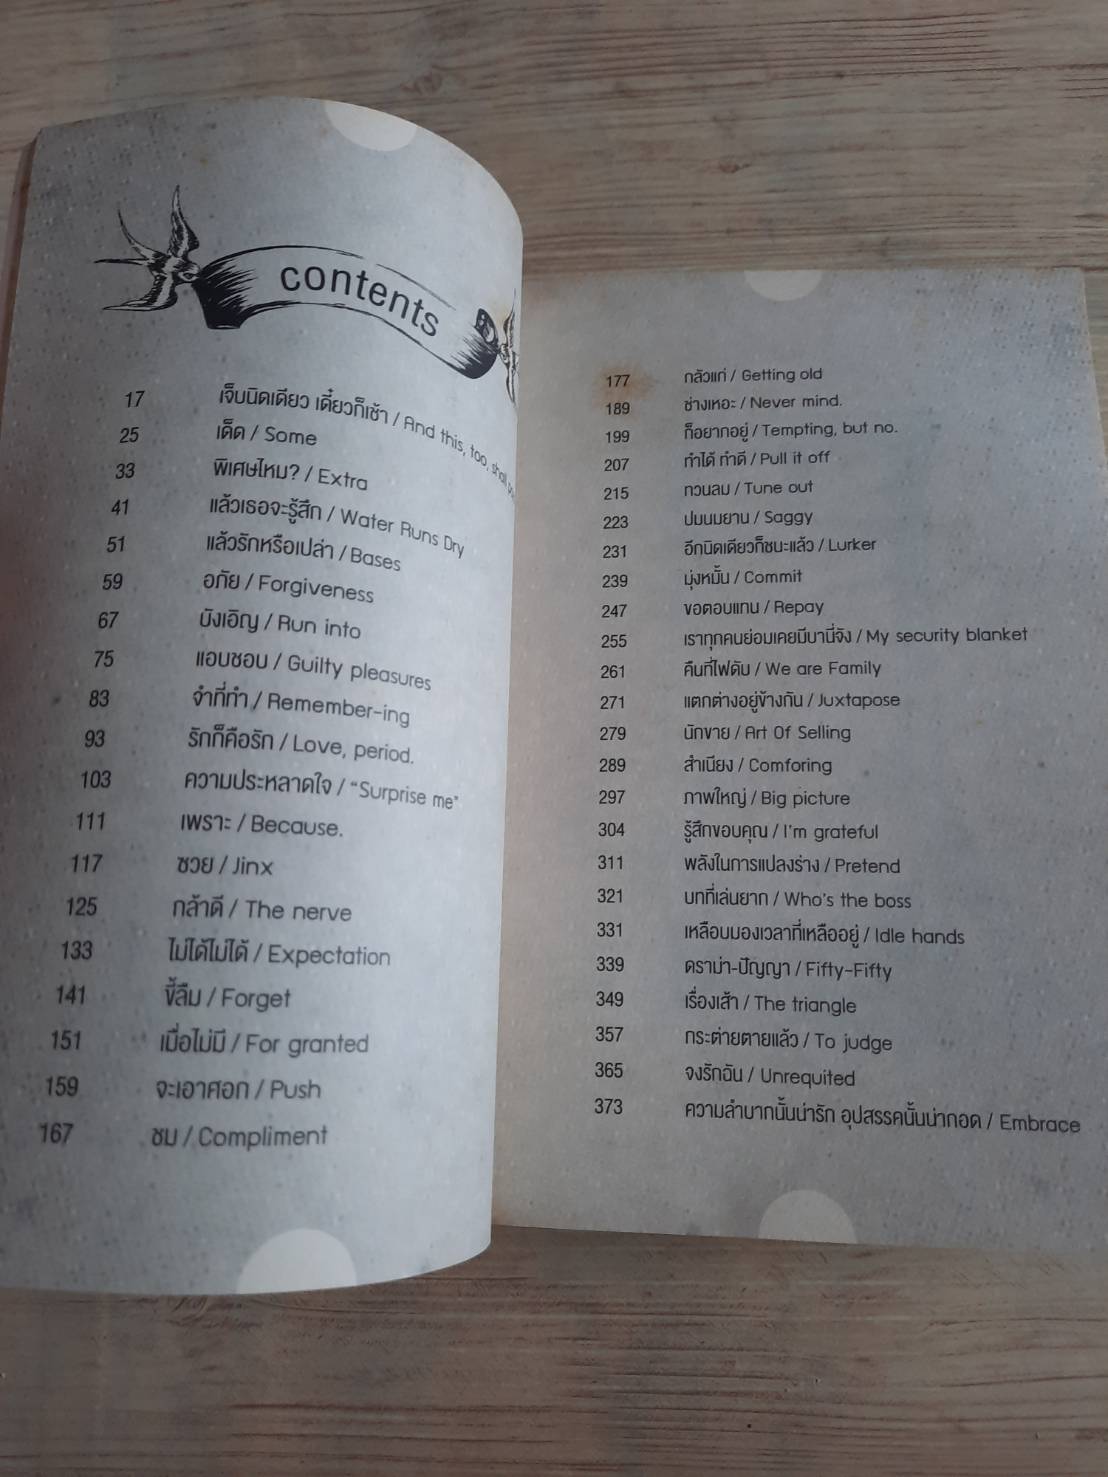 contents
17 เจ็บนิดเดียว เดี๋ยวก็เช้า / And this, too, shall
25 เด็ด / Some
33 พิเศษไหม? / Extra
41 แล้วเธอจะรู้สึก / Water Runs Dry
51 แล้วรักหรือเปล่า / Bases
59 อภัย / Forgiveness
67 บังเอิญ / Run into
75 แอบชอบ / Guilty pleasures
83 จำที่ทำ / Remember-ing
93 รักก็คือรัก / Love, period.
103 ความประหลาดใจ / "Surprise me"
111 เพราะ / Because.
117 ซวย / Jinx
125 กล้าดี / The nerve
133 ไม่ได้ไม่ได้ / Expectation
141 ขี้ลืม / Forget
151 เมื่อไม่มี / For granted
159 จะเอาศอก / Push
167 ชม / Compliment
177 กลัวแก่ / Getting old
189 ช่างเหอะ / Never mind.
199 ก็อยากอยู่ / Tempting, but no.
207 ทำได้ ทำดี / Pull it off
215 ทวนลม / Tune out
223 ปมนมยาน / Saggy
231 อีกนิดเดียวก็ชนะแล้ว / Lurker
239 มุ่งหมั้น / Commit
247 ขอตอบแทน / Repay
255 เราทุกคนย่อมเคยมีบานี่จัง / My security blanket
261 คืนที่ไฟดับ / We are Family
271 แตกต่างอยู่ข้างกัน / Juxtapose
279 นักขาย / Art Of Selling
289 สำเนียง / Comforing
297 ภาพใหญ่ / Big picture
304 รู้สึกขอบคุณ / I'm grateful
311 พลังในการแปลงร่าง / Pretend
321 บทที่เล่นยาก / Who's the boss
331 เหลือบมองเวลาที่เหลืออยู่ / Idle hands
339 ดราม่า-ปัญญา / Fifty-Fifty
349 เรื่องเส้า / The triangle
357 กระต่ายตายแล้ว / To judge
365 จงรักฉัน / Unrequited
373 ความลำบากนั้นน่ารัก อุปสรรคนั้นน่ากอด / Embrace